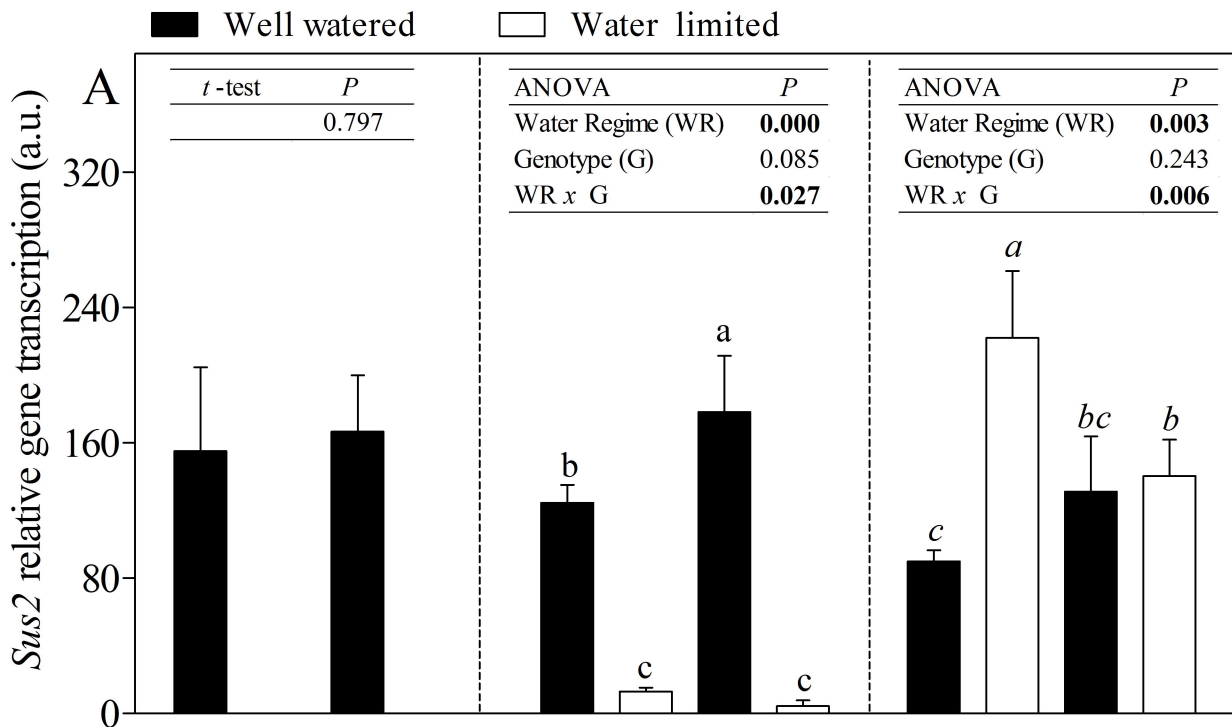 Well watered Water limited
A
Sus2 relative gene transcription (a.u.)
320
240
160
80
0
t -test P
0.797
ANOVA P
Water Regime (WR) 0.000
Genotype (G) 0.085
WR x G 0.027
ANOVA P
Water Regime (WR) 0.003
Genotype (G) 0.243
WR x G 0.006
b
c
a
c
c
a
bc
b